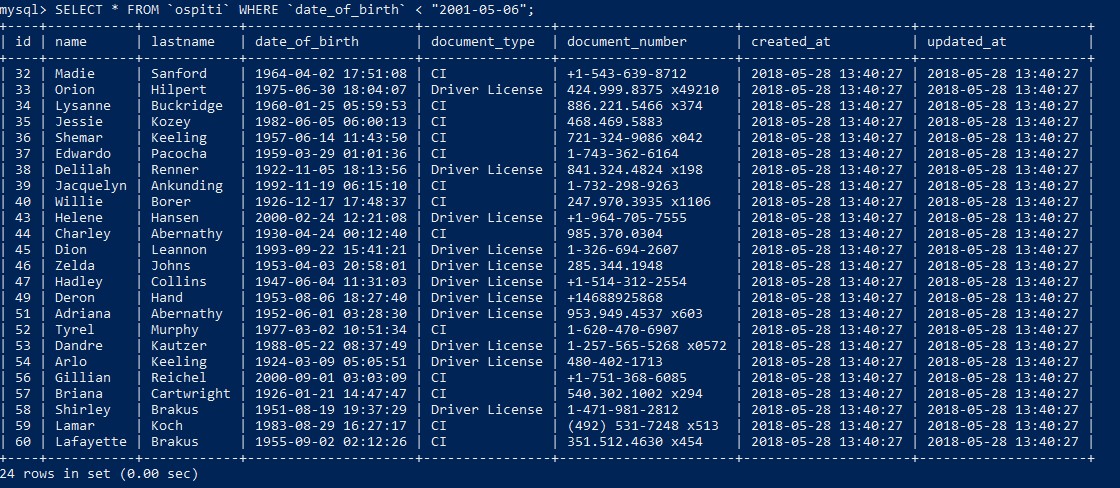 mysql> SELECT * FROM `ospiti` WHERE `date_of_birth` < "2001-05-06";
+----+-----------+------------+---------------------+----------------+--------------------+---------------------+---------------------+
| id | name      | lastname   | date_of_birth       | document_type  | document_number    | created_at          | updated_at          |
+----+-----------+------------+---------------------+----------------+--------------------+---------------------+---------------------+
| 32 | Madie     | Sanford    | 1964-04-02 17:51:08 | CI             | +1-543-639-8712    | 2018-05-28 13:40:27 | 2018-05-28 13:40:27 |
| 33 | Orion     | Hilpert    | 1975-06-30 18:04:07 | Driver License | 424.999.8375 x49210 | 2018-05-28 13:40:27 | 2018-05-28 13:40:27 |
| 34 | Lysanne   | Buckridge  | 1960-01-25 05:59:53 | CI             | 886.221.5466 x374  | 2018-05-28 13:40:27 | 2018-05-28 13:40:27 |
| 35 | Jessie    | Kozey      | 1982-06-05 06:00:13 | CI             | 468.469.5883       | 2018-05-28 13:40:27 | 2018-05-28 13:40:27 |
| 36 | Shemar    | Keeling    | 1957-06-14 11:43:50 | CI             | 721-324-9086 x042  | 2018-05-28 13:40:27 | 2018-05-28 13:40:27 |
| 37 | Edwardo   | Pacocha    | 1959-03-29 01:01:36 | CI             | 1-743-362-6164     | 2018-05-28 13:40:27 | 2018-05-28 13:40:27 |
| 38 | Delilah   | Renner     | 1922-11-05 18:13:56 | Driver License | 841.324.4824 x198  | 2018-05-28 13:40:27 | 2018-05-28 13:40:27 |
| 39 | Jacquelyn | Ankunding  | 1992-11-19 06:15:10 | CI             | 1-732-298-9263     | 2018-05-28 13:40:27 | 2018-05-28 13:40:27 |
| 40 | Willie    | Borer      | 1926-12-17 17:48:37 | CI             | 247.970.3935 x1106 | 2018-05-28 13:40:27 | 2018-05-28 13:40:27 |
| 43 | Helene    | Hansen     | 2000-02-24 12:21:08 | Driver License | +1-964-705-7555    | 2018-05-28 13:40:27 | 2018-05-28 13:40:27 |
| 44 | Charley   | Abernathy  | 1930-04-24 00:12:40 | CI             | 985.370.0304       | 2018-05-28 13:40:27 | 2018-05-28 13:40:27 |
| 45 | Dion      | Leannon    | 1993-09-22 15:41:21 | Driver License | 1-326-694-2607     | 2018-05-28 13:40:27 | 2018-05-28 13:40:27 |
| 46 | Zelda     | Johns      | 1953-04-03 20:58:01 | Driver License | 285.344.1948       | 2018-05-28 13:40:27 | 2018-05-28 13:40:27 |
| 47 | Hadley    | Collins    | 1947-06-04 11:31:03 | Driver License | +1-514-312-2554    | 2018-05-28 13:40:27 | 2018-05-28 13:40:27 |
| 49 | Deron     | Hand       | 1953-08-06 18:27:40 | Driver License | +14688925868       | 2018-05-28 13:40:27 | 2018-05-28 13:40:27 |
| 51 | Adriana   | Abernathy  | 1952-06-01 03:28:30 | Driver License | 953.949.4537 x603  | 2018-05-28 13:40:27 | 2018-05-28 13:40:27 |
| 52 | Tyrel     | Murphy     | 1977-03-02 10:51:34 | CI             | 1-620-470-6907     | 2018-05-28 13:40:27 | 2018-05-28 13:40:27 |
| 53 | Dandre    | Kautzer    | 1988-05-22 08:37:49 | Driver License | 1-257-565-5268 x0572 | 2018-05-28 13:40:27 | 2018-05-28 13:40:27 |
| 54 | Arlo      | Keeling    | 1924-03-09 05:05:51 | Driver License | 480-402-1713       | 2018-05-28 13:40:27 | 2018-05-28 13:40:27 |
| 56 | Gillian   | Reichel    | 2000-09-01 03:03:09 | CI             | +1-751-368-6085    | 2018-05-28 13:40:27 | 2018-05-28 13:40:27 |
| 57 | Briana    | Cartwright | 1926-01-21 14:47:47 | CI             | 540.302.1002 x294  | 2018-05-28 13:40:27 | 2018-05-28 13:40:27 |
| 58 | Shirley   | Brakus     | 1951-08-19 19:37:29 | Driver License | 1-471-981-2812     | 2018-05-28 13:40:27 | 2018-05-28 13:40:27 |
| 59 | Lamar     | Koch       | 1983-08-29 16:27:17 | CI             | (492) 531-7248 x513 | 2018-05-28 13:40:27 | 2018-05-28 13:40:27 |
| 60 | Lafayette | Brakus     | 1955-09-02 02:12:26 | CI             | 351.512.4630 x454  | 2018-05-28 13:40:27 | 2018-05-28 13:40:27 |
+----+-----------+------------+---------------------+----------------+--------------------+---------------------+---------------------+
24 rows in set (0.00 sec)